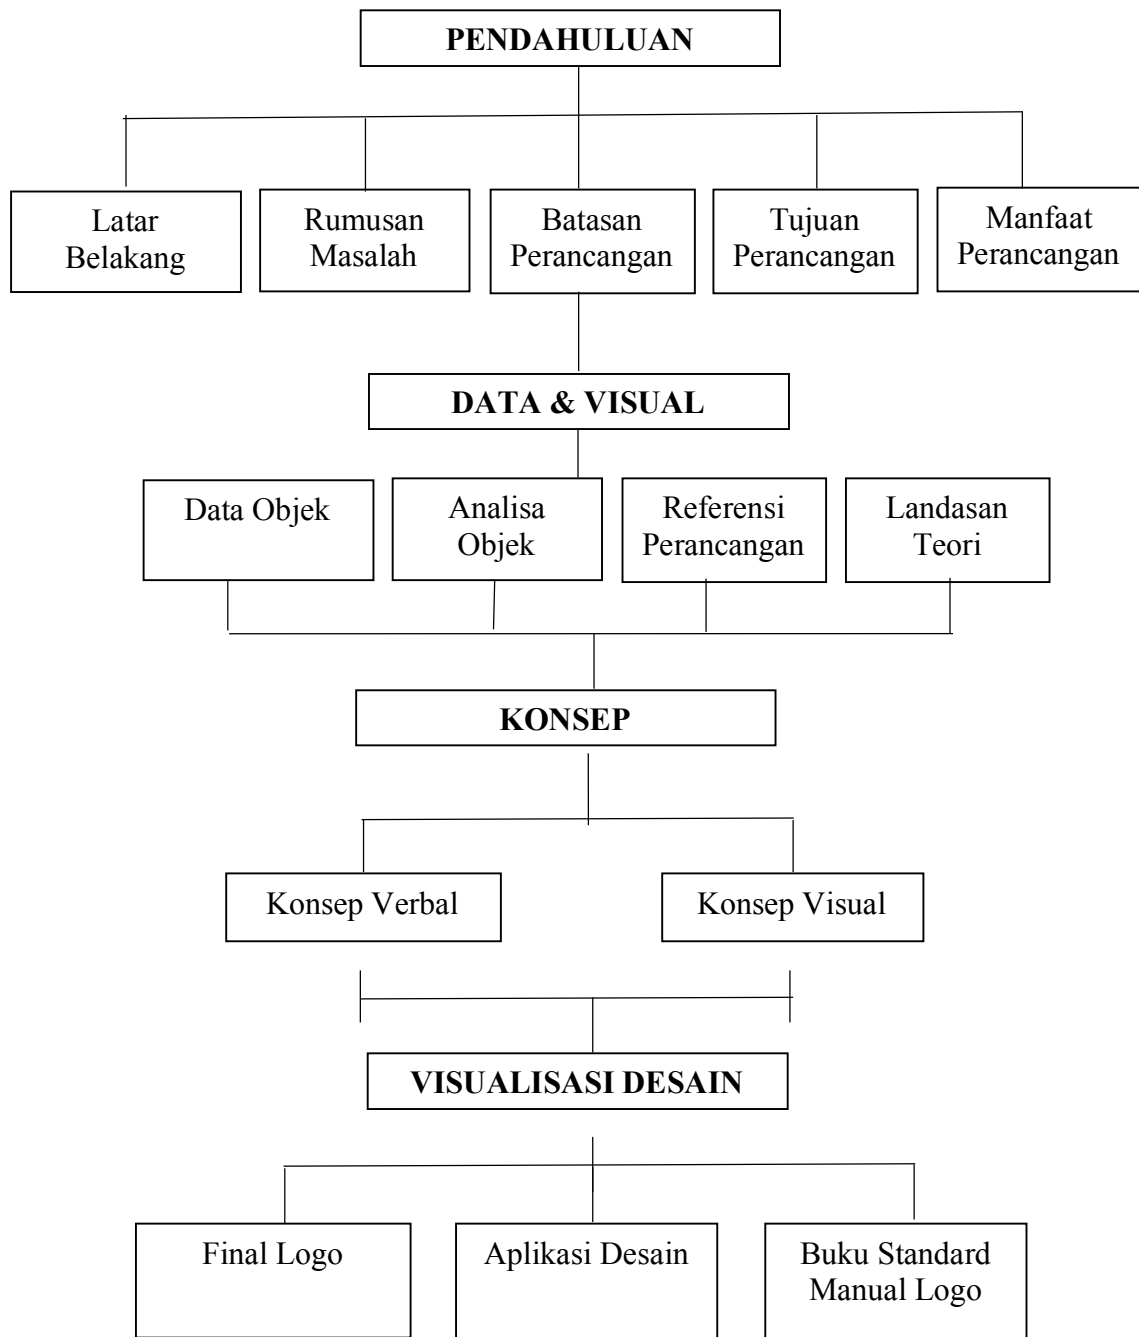 PENDAHULUAN
Latar
Belakang
Rumusan
Masalah
Batasan
Perancangan
Tujuan
Perancangan
Manfaat
Perancangan
DATA & VISUAL
Data Objek
Analisa
Objek
Referensi
Perancangan
Landasan
Teori
KONSEP
Konsep Verbal
Konsep Visual
VISUALISASI DESAIN
Final Logo
Aplikasi Desain
Buku Standard
Manual Logo